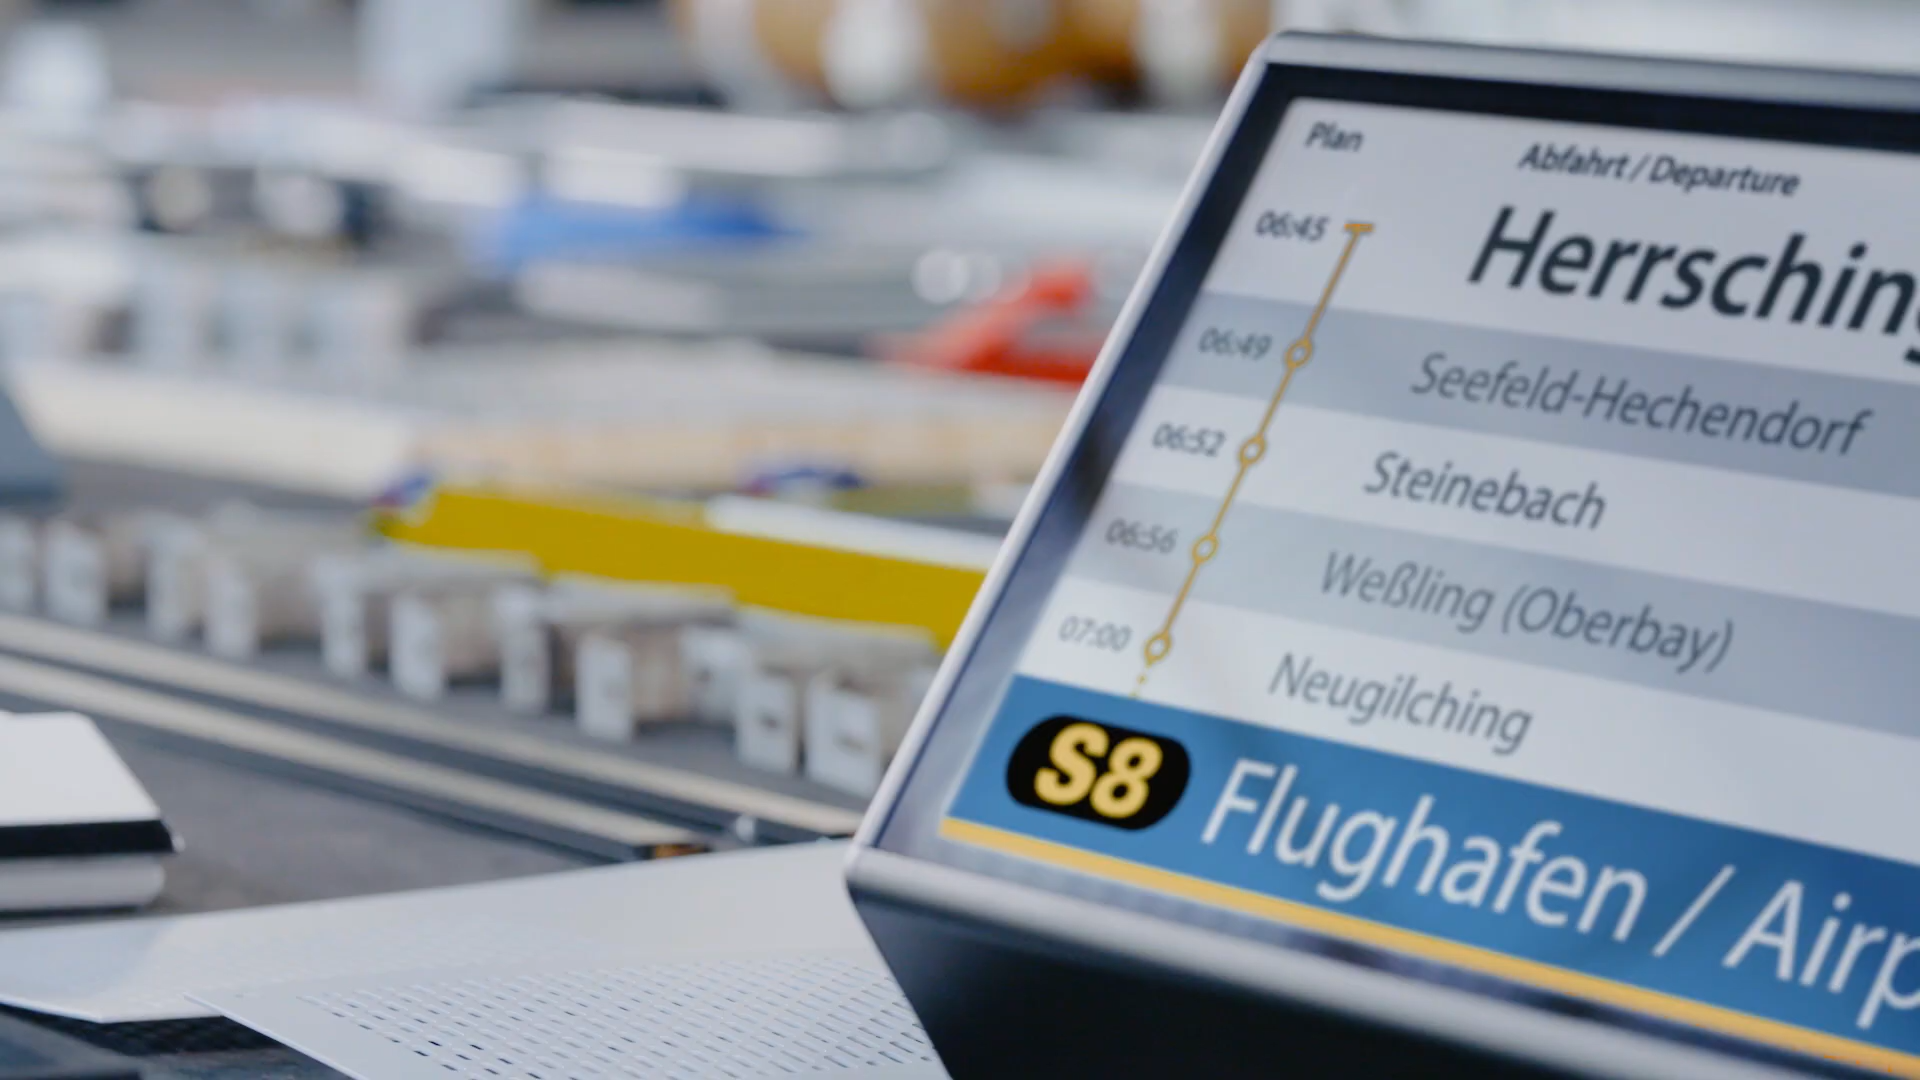 Plan Abfahrt / Departure
06:45 Herrsching
06:49 Seefeld-Hechendorf
06:52 Steinebach
06:56 Weßling (Oberbay)
07:00 Neugilching
S8 Flughafen / Airp